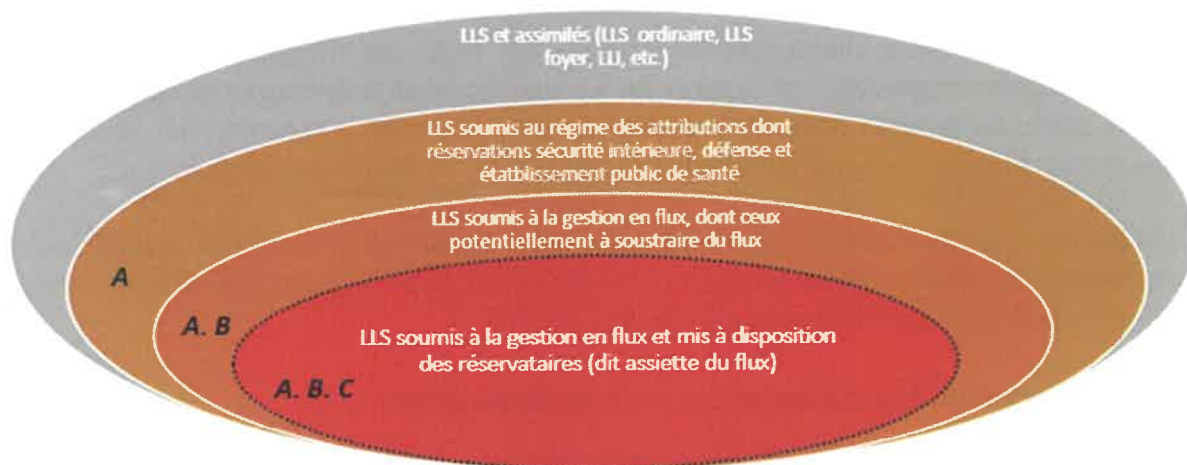 LLS et assimilés (LLS ordinaire, LLS
foyer, LLI, etc.)
LLS soumis au régime des attributions dont
réservations sécurité intérieure, défense et
étatblissement public de santé
LLS soumis à la gestion en flux, dont ceux
potentiellement à soustraire du flux
A
A. B
LLS soumis à la gestion en flux et mis à disposition
des réservataires (dit assiette du flux)
A. B. C